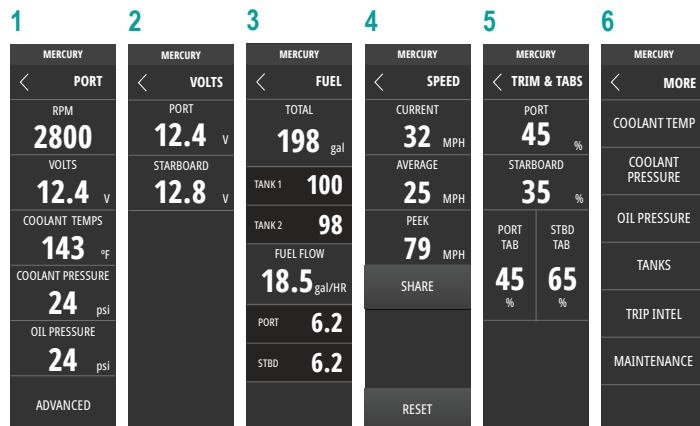 1
MERCURY
PORT
RPM
2800
VOLTS
12.4 V
COOLANT TEMPS
143 °F
COOLANT PRESSURE
24 psi
OIL PRESSURE
24 psi
ADVANCED
2
MERCURY
VOLTS
PORT
12.4 V
STARBOARD
12.8 V
3
MERCURY
FUEL
TOTAL
198 gal
TANK 1 100
TANK 2 98
FUEL FLOW
18.5 gal/HR
PORT 6.2
STBD 6.2
4
MERCURY
SPEED
CURRENT
32 MPH
AVERAGE
25 MPH
PEEK
79 MPH
SHARE
RESET
5
MERCURY
TRIM & TABS
PORT
45 %
STARBOARD
35 %
PORT
TAB
45
%
STBD
TAB
65
%
6
MERCURY
MORE
COOLANT TEMP
COOLANT
PRESSURE
OIL PRESSURE
TANKS
TRIP INTEL
MAINTENANCE